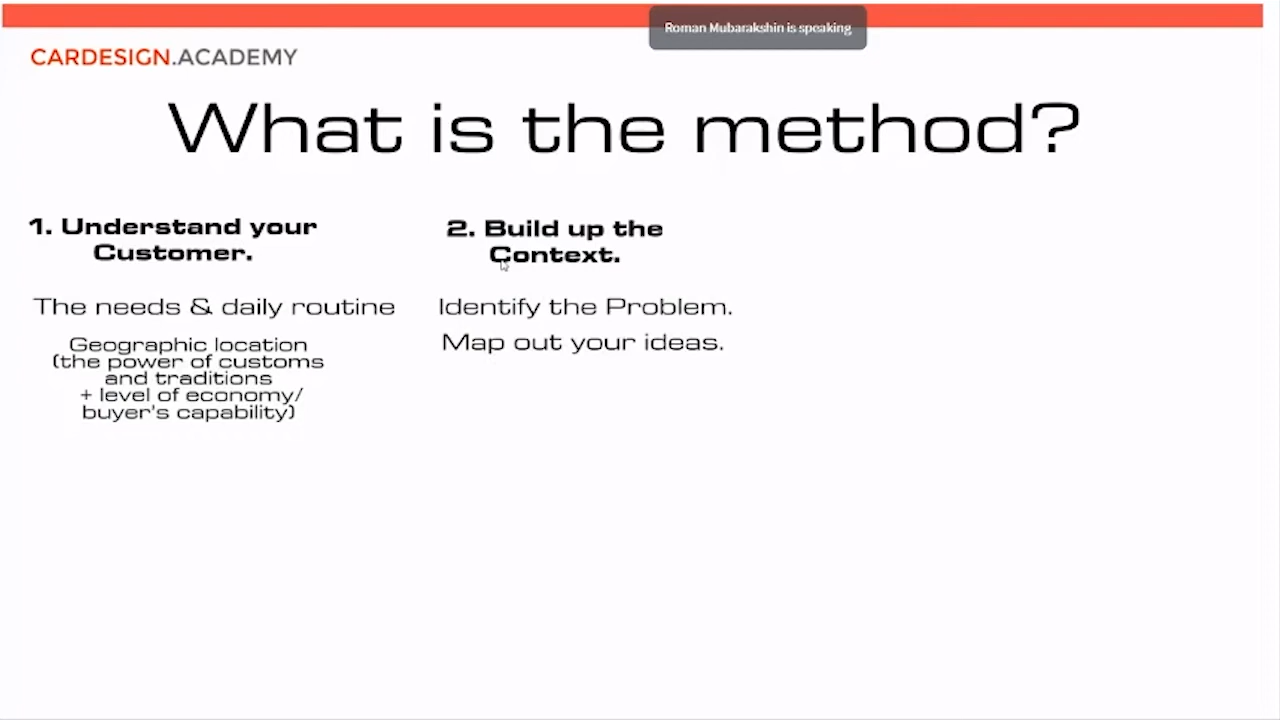 Roman Mubarakshin is speaking
CARDESIGN.ACADEMY
What is the method?
1. Understand your
Customer.
The needs & daily routine
Geographic location
(the power of customs
and traditions
+ level of economy/
buyer's capability)
2. Build up the
Context.
Identify the Problem.
Map out your ideas.